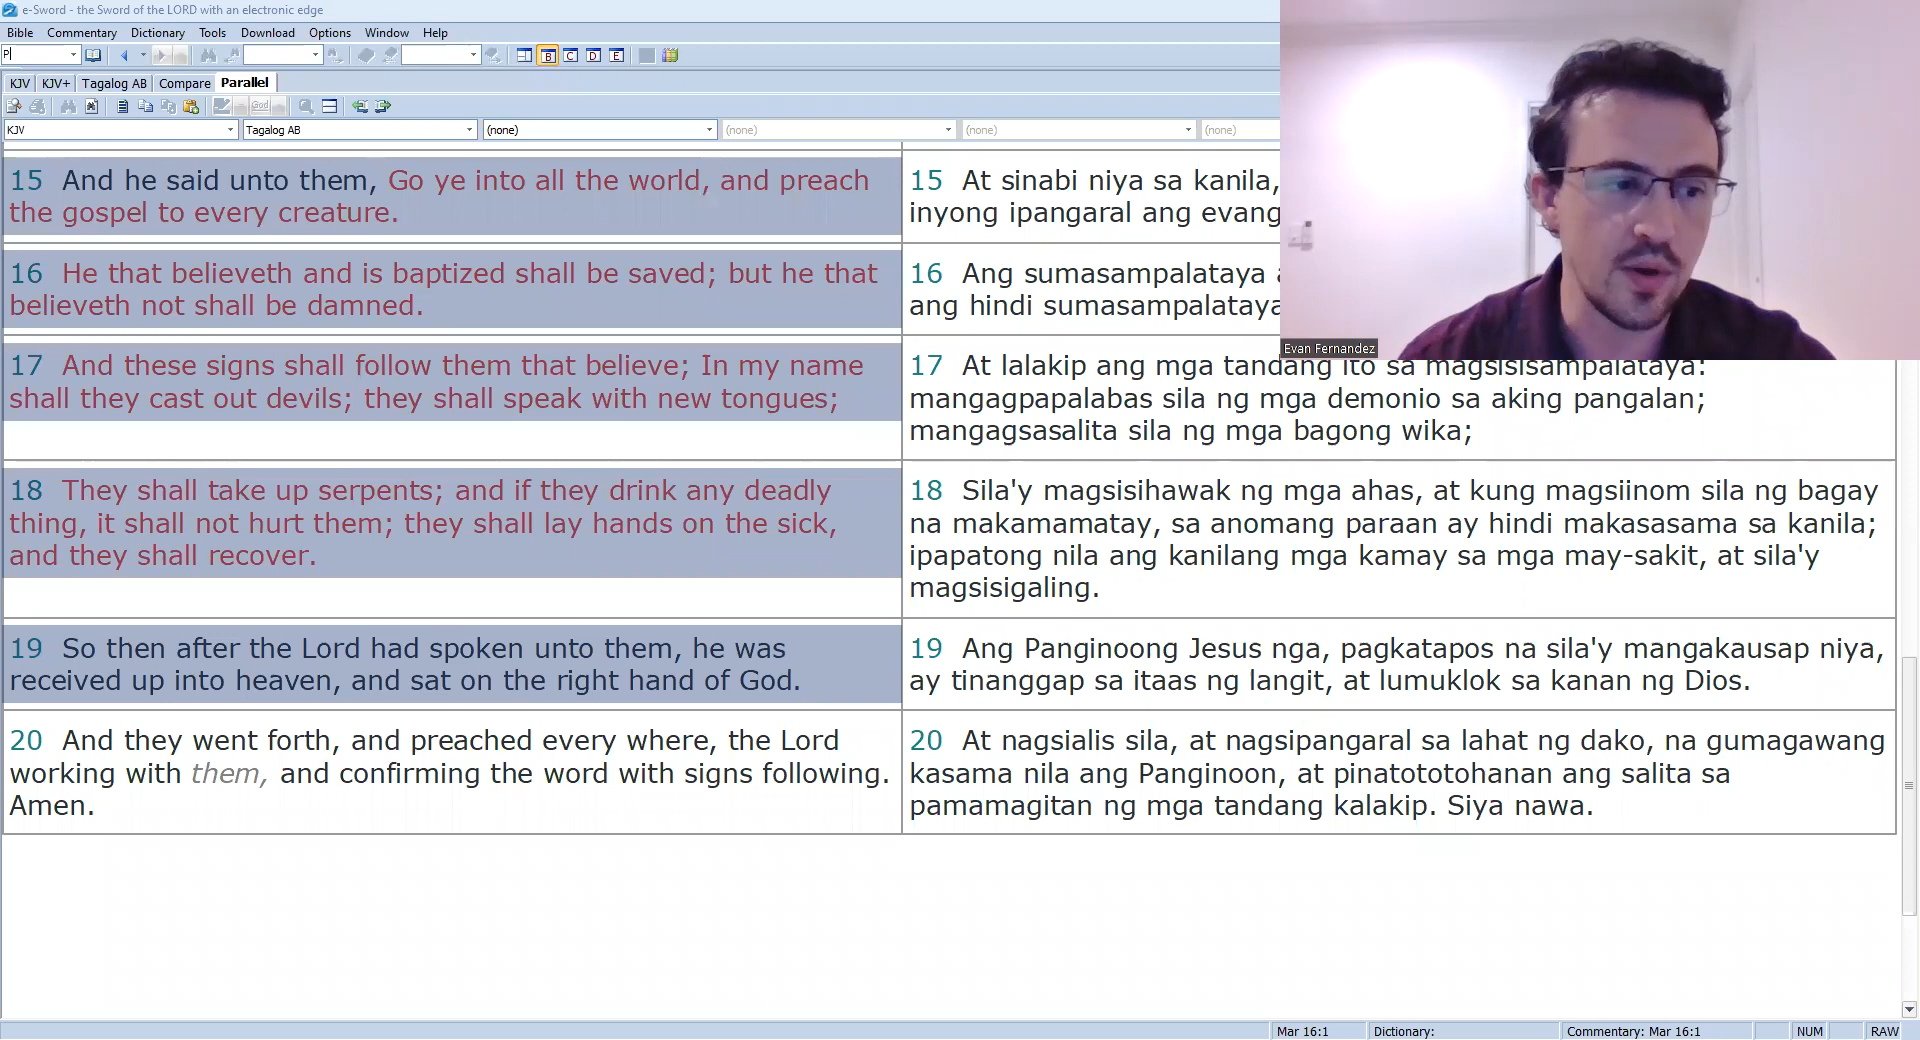 e-Sword - the Sword of the LORD with an electronic edge
Bible Commentary Dictionary Tools Download Options Window Help
P
B C D E
KJV KJV+ Tagalog AB Compare Parallel
God
KJV Tagalog AB (none) (none) (none) (none)
15 And he said unto them, Go ye into all the world, and preach
the gospel to every creature.
15 At sinabi niya sa kanila,
inyong ipangaral ang evang
16 He that believeth and is baptized shall be saved; but he that
believeth not shall be damned.
16 Ang sumasampalataya
ang hindi sumasampalataya
Evan Fernandez
17 And these signs shall follow them that believe; In my name
shall they cast out devils; they shall speak with new tongues;
17 At lalakip ang mga tandang ito sa magsisisampalataya:
mangagpapalabas sila ng mga demonio sa aking pangalan;
mangagsasalita sila ng mga bagong wika;
18 They shall take up serpents; and if they drink any deadly
thing, it shall not hurt them; they shall lay hands on the sick,
and they shall recover.
18 Sila'y magsisihawak ng mga ahas, at kung magsiinom sila ng bagay
na makamamatay, sa anomang paraan ay hindi makasasama sa kanila;
ipapatong nila ang kanilang mga kamay sa mga may-sakit, at sila'y
magsisigaling.
19 So then after the Lord had spoken unto them, he was
received up into heaven, and sat on the right hand of God.
19 Ang Panginoong Jesus nga, pagkatapos na sila'y mangakausap niya,
ay tinanggap sa itaas ng langit, at lumuklok sa kanan ng Dios.
20 And they went forth, and preached every where, the Lord
working with them, and confirming the word with signs following.
Amen.
20 At nagsialis sila, at nagsipangaral sa lahat ng dako, na gumagawang
kasama nila ang Panginoon, at pinatototohanan ang salita sa
pamamagitan ng mga tandang kalakip. Siya nawa.
Mar 16:1 Dictionary: Commentary: Mar 16:1 NUM RAW